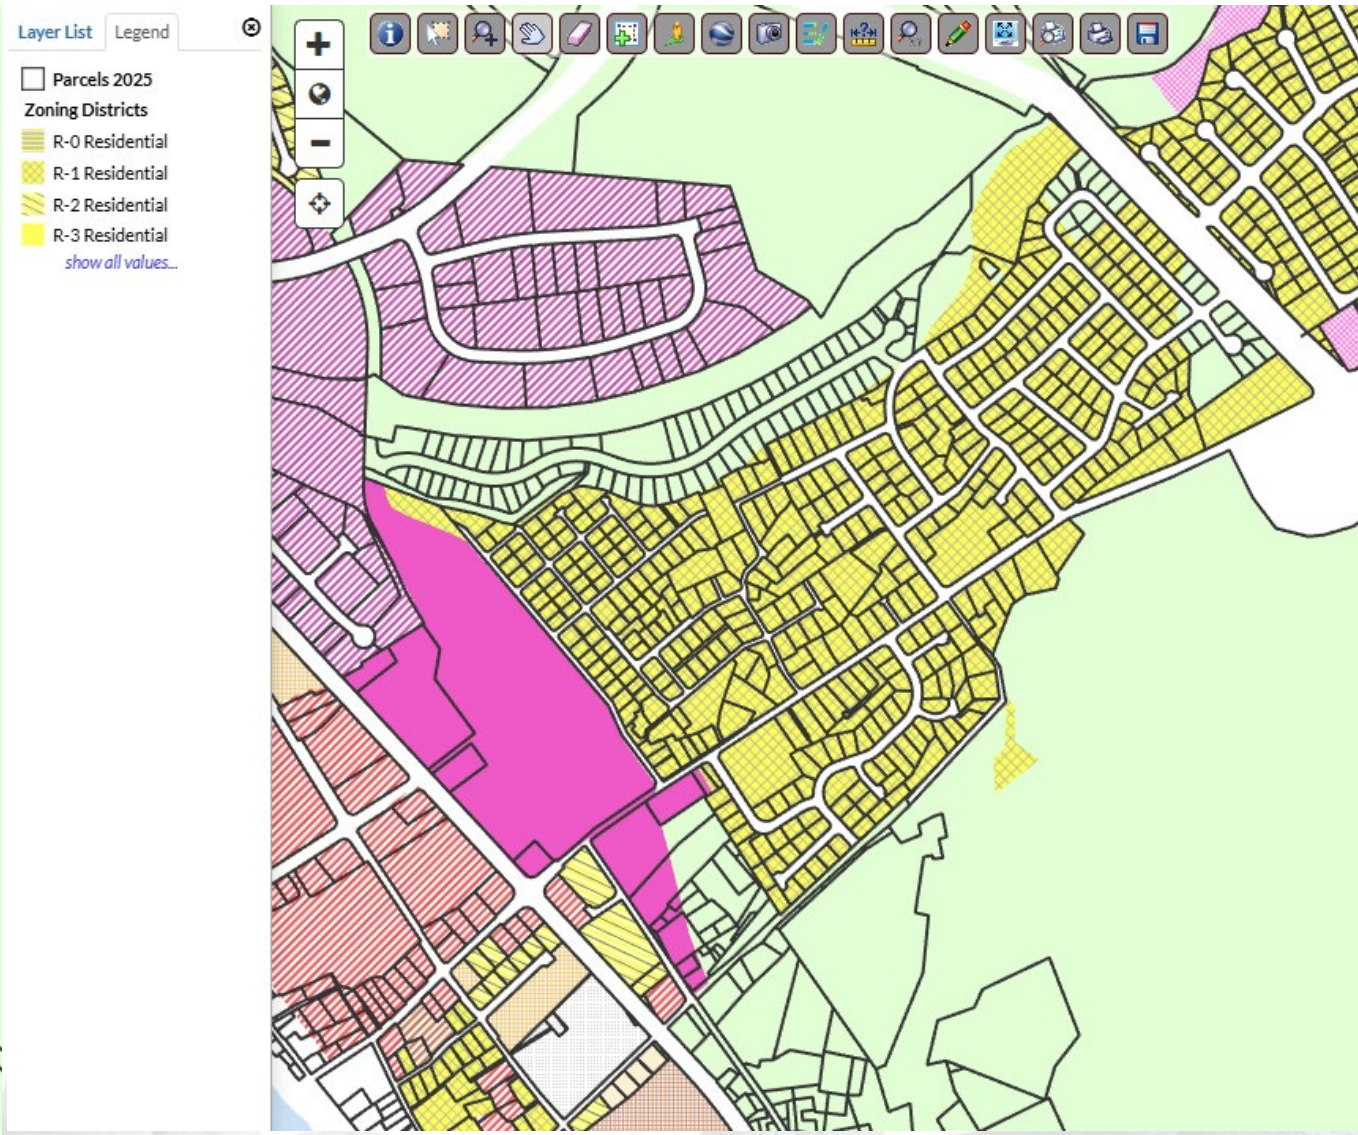 Layer List Legend
Parcels 2025
Zoning Districts
R-0 Residential
R-1 Residential
R-2 Residential
R-3 Residential
show all values...